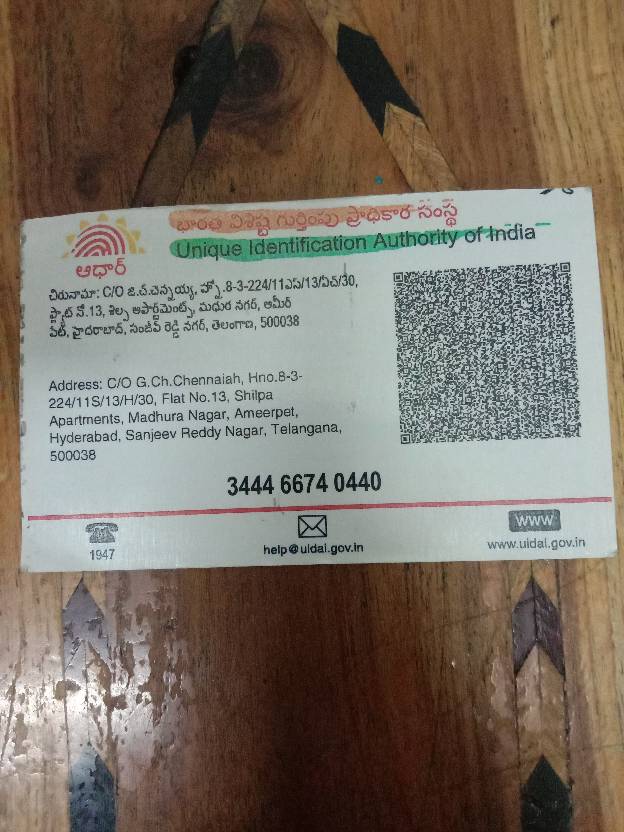 భారత విశిష్ట గుర్తింపు ప్రాధికార సంస్థ
Unique Identification Authority of India
ఆధార్
చిరునామా: C/O జి.చ.చెన్నయ్య, హ్నో.8-3-224/11ఎస్/13/ఏచ్/30,
ఫ్లాట్ నో.13, శిల్ప అపార్ట్‌మెంట్స్, మధుర నగర్, అమీర్
పేట్, హైదరాబాద్, సంజీవ్ రెడ్డి నగర్, తెలంగాణ, 500038
Address: C/O G.Ch.Chennaiah, Hno.8-3-
224/11S/13/H/30, Flat No.13, Shilpa
Apartments, Madhura Nagar, Ameerpet,
Hyderabad, Sanjeev Reddy Nagar, Telangana,
500038
3444 6674 0440
1947
help@uidai.gov.in
WWW
www.uidai.gov.in